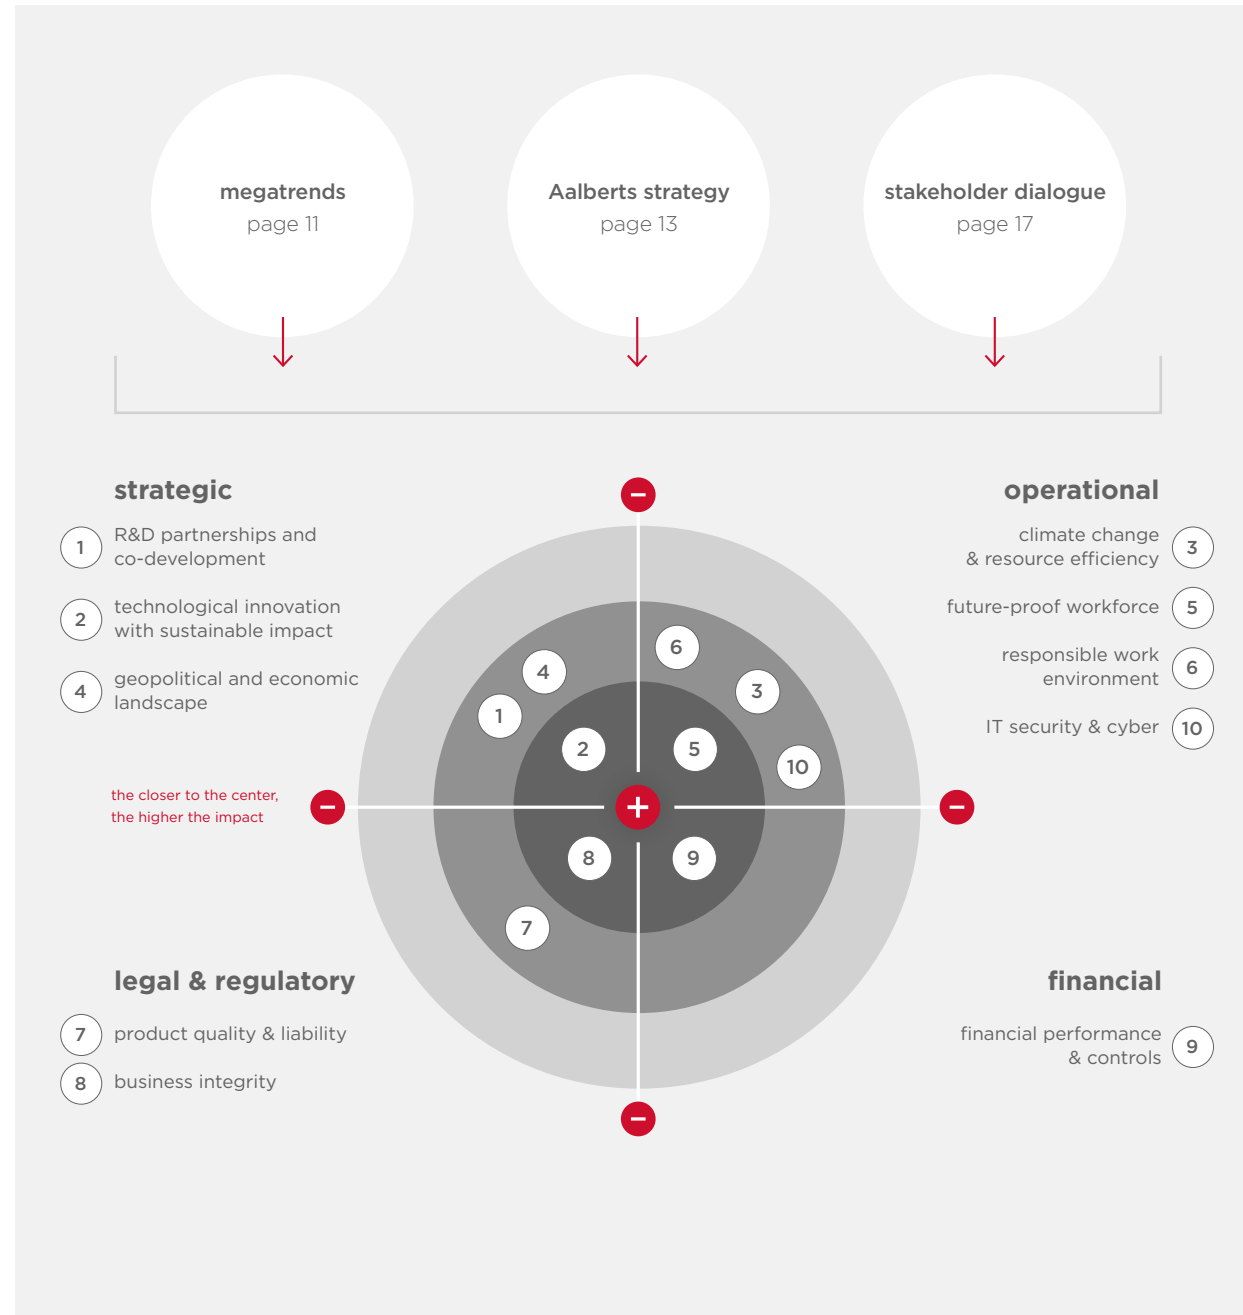 megatrends
page 11
Aalberts strategy
page 13
stakeholder dialogue
page 17
strategic
1
R&D partnerships and
co-development
2
technological innovation
with sustainable impact
4
geopolitical and economic
landscape
operational
climate change
& resource efficiency
3
future-proof workforce
5
responsible work
environment
6
IT security & cyber
10
the closer to the center,
the higher the impact
−
−
+
−
−
6
4
3
1
2
5
10
8
9
7
legal & regulatory
7
product quality & liability
8
business integrity
financial
financial performance
& controls
9